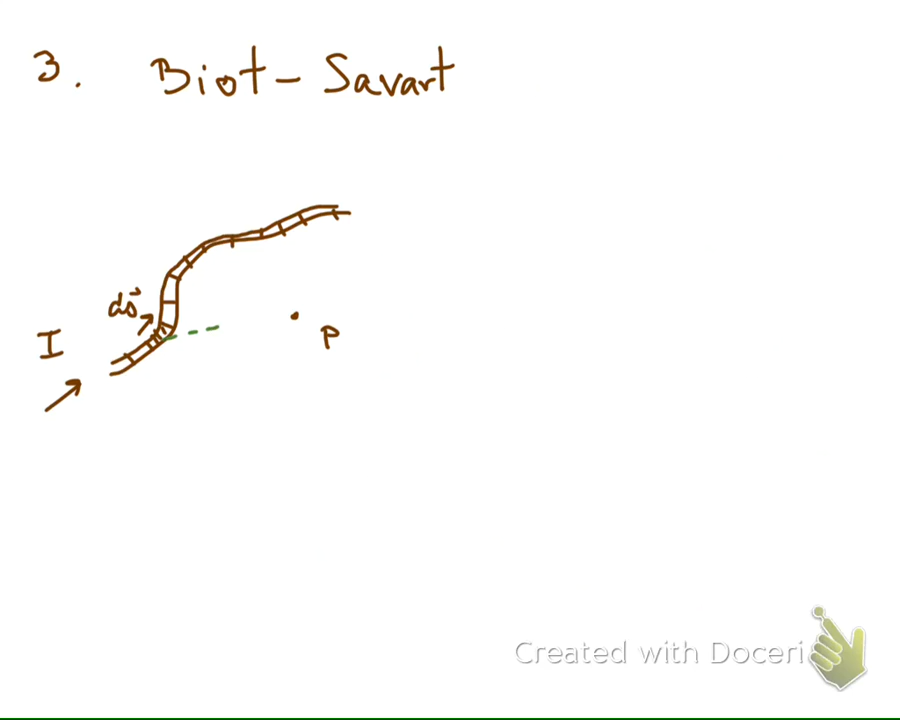 3. Biot - Savart
ds⃗
I
P
Created with Doceri